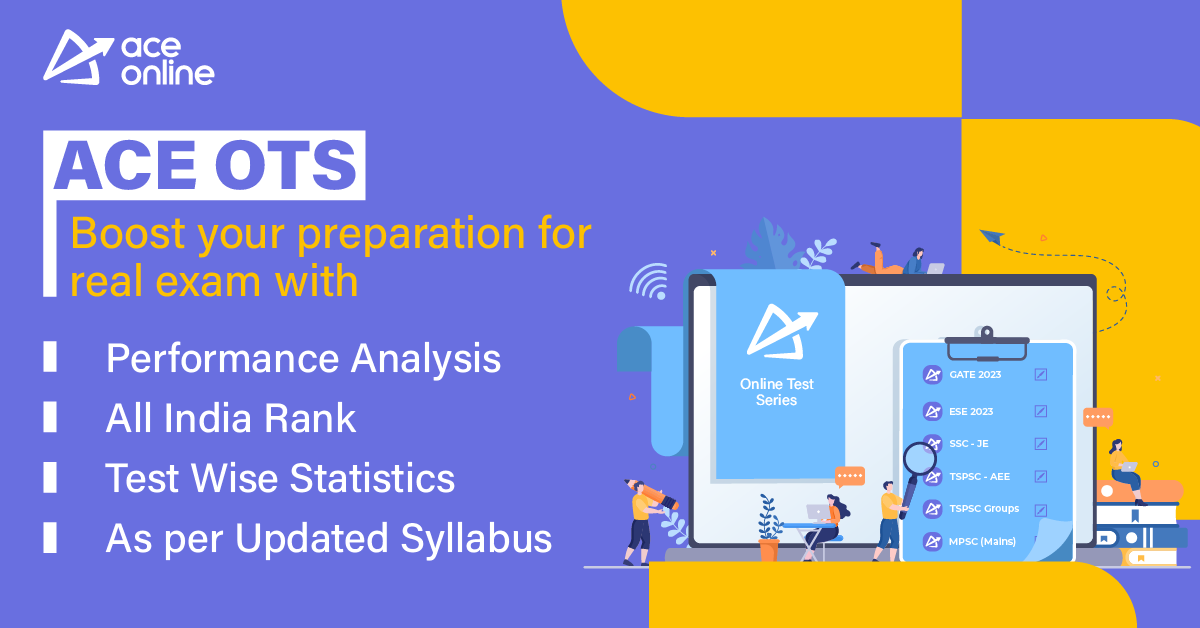 ace
online
ACE OTS
Boost your preparation for
real exam with
Performance Analysis
All India Rank
Test Wise Statistics
As per Updated Syllabus
Online Test
Series
GATE 2023
ESE 2023
SSC - JE
TSPSC - AEE
TSPSC Groups
MPSC (Mains)